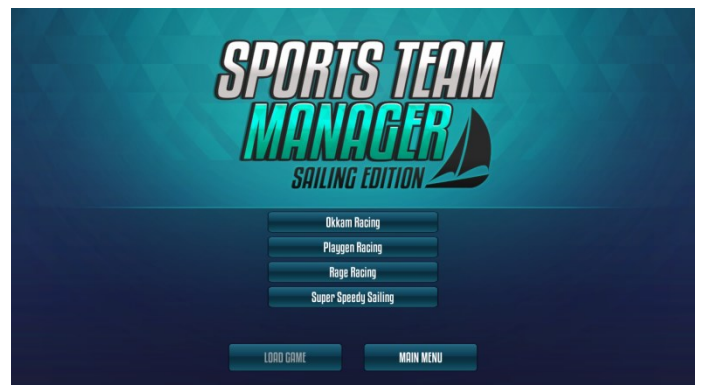 SPORTS TEAM
MANAGER
SAILING EDITION
Okkam Racing
Playgen Racing
Rage Racing
Super Speedy Sailing
LOAD GAME
MAIN MENU